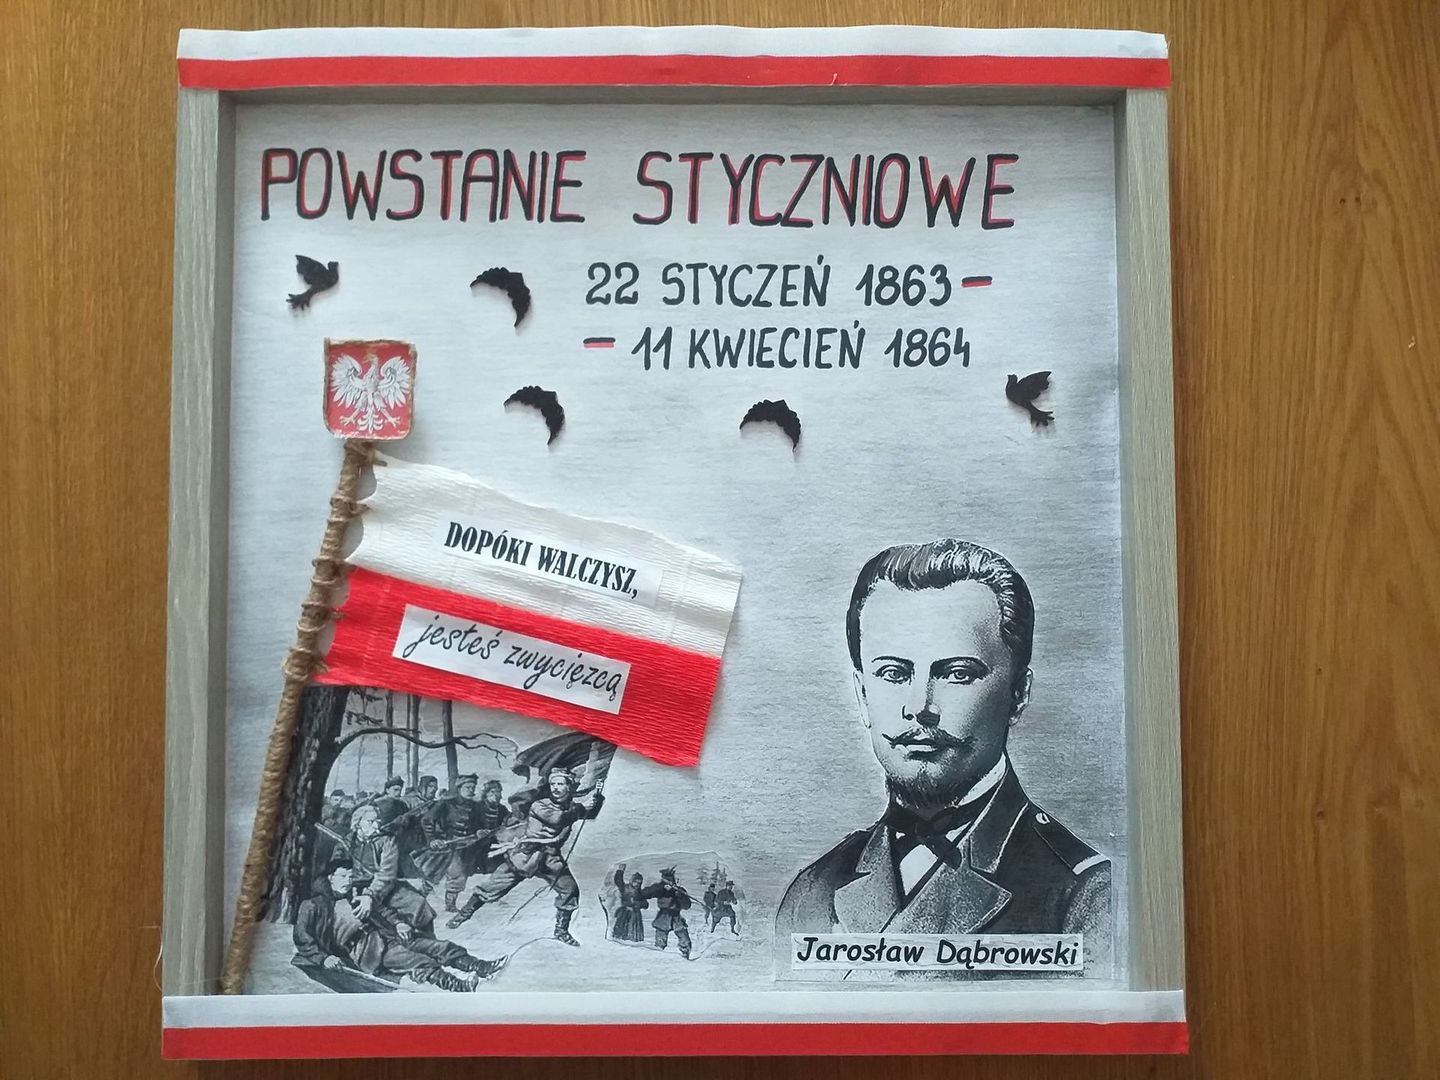 POWSTANIE STYCZNIOWE
22 STYCZEŃ 1863 –
– 11 KWIECIEŃ 1864
DOPÓKI WALCZYSZ,
jesteś zwycięzcą
Jarosław Dąbrowski